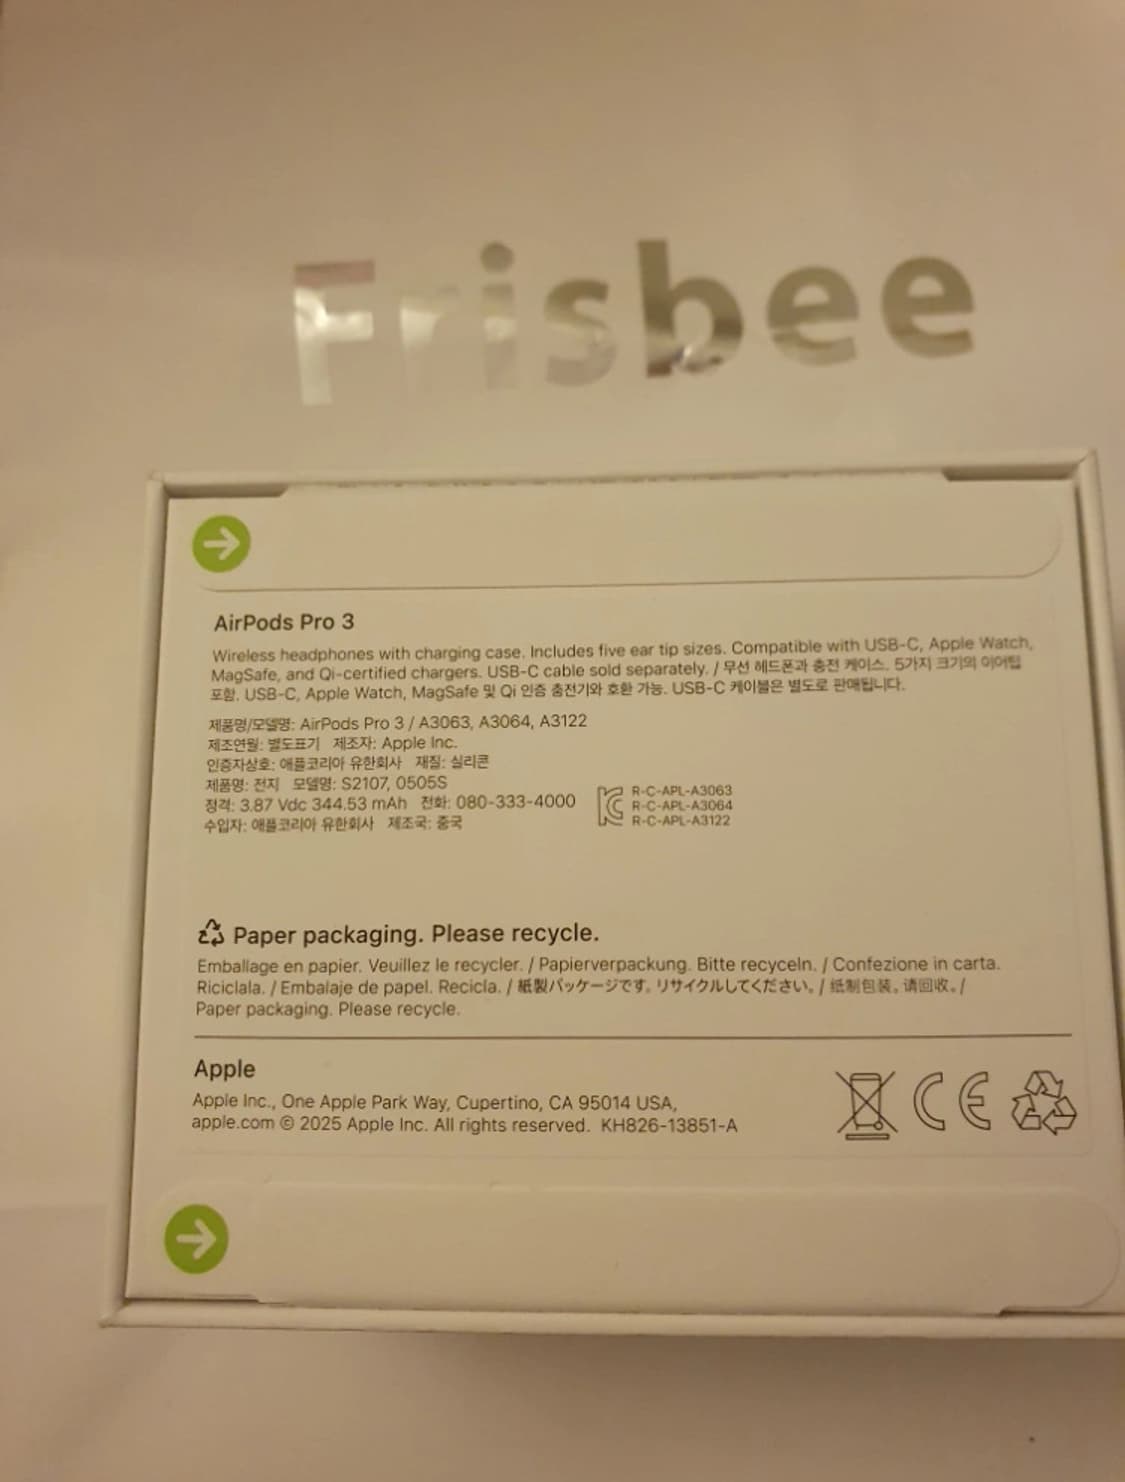 Frisbee
AirPods Pro 3
Wireless headphones with charging case. Includes five ear tip sizes. Compatible with USB-C, Apple Watch,
MagSafe, and Qi-certified chargers. USB-C cable sold separately. / 무선 헤드폰과 충전 케이스. 5가지 크기의 이어팁
포함. USB-C, Apple Watch, MagSafe 및 Qi 인증 충전기와 호환 가능. USB-C 케이블은 별도로 판매됩니다.
제품명/모델명: AirPods Pro 3 / A3063, A3064, A3122
제조연월: 별도표기 제조자: Apple Inc.
인증자상호: 애플코리아 유한회사 재질: 실리콘
제품명: 전지 모델명: S2107, 0505S
정격: 3.87 Vdc 344.53 mAh 전화: 080-333-4000
수입자: 애플코리아 유한회사 제조국: 중국
R-C-APL-A3063
R-C-APL-A3064
R-C-APL-A3122
Paper packaging. Please recycle.
Emballage en papier. Veuillez le recycler. / Papierverpackung. Bitte recyceln. / Confezione in carta.
Riciclala. / Embalaje de papel. Recicla. / 紙製パッケージです。リサイクルしてください。/ 纸制包装。请回收。/
Paper packaging. Please recycle.
Apple
Apple Inc., One Apple Park Way, Cupertino, CA 95014 USA,
apple.com © 2025 Apple Inc. All rights reserved. KH826-13851-A
CE